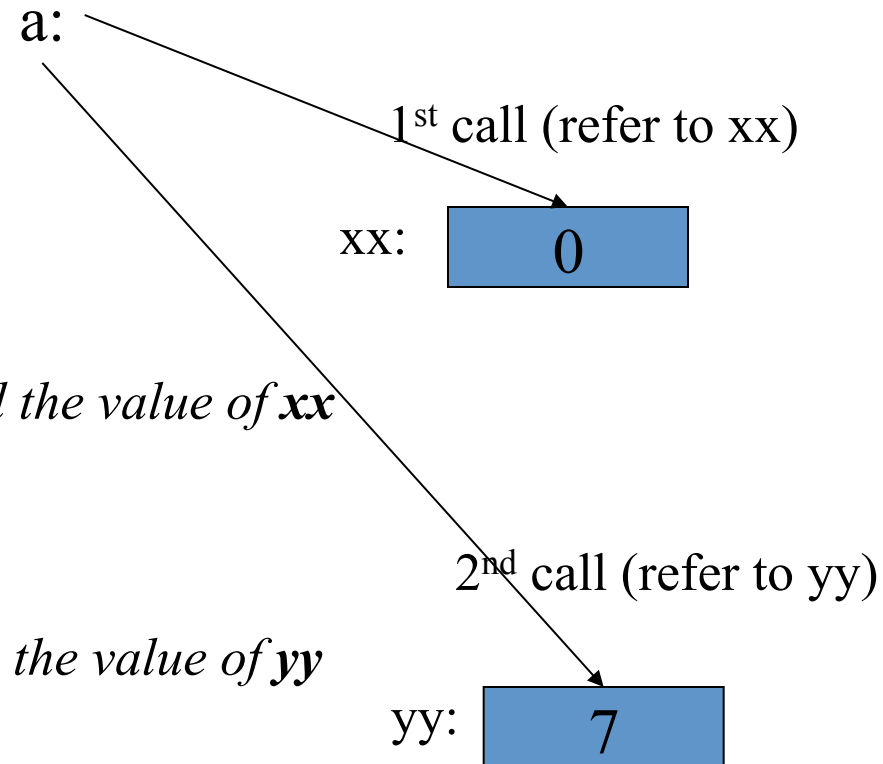 a:
1st call (refer to xx)
xx: 0
the value of xx
2nd call (refer to yy)
the value of yy
yy: 7